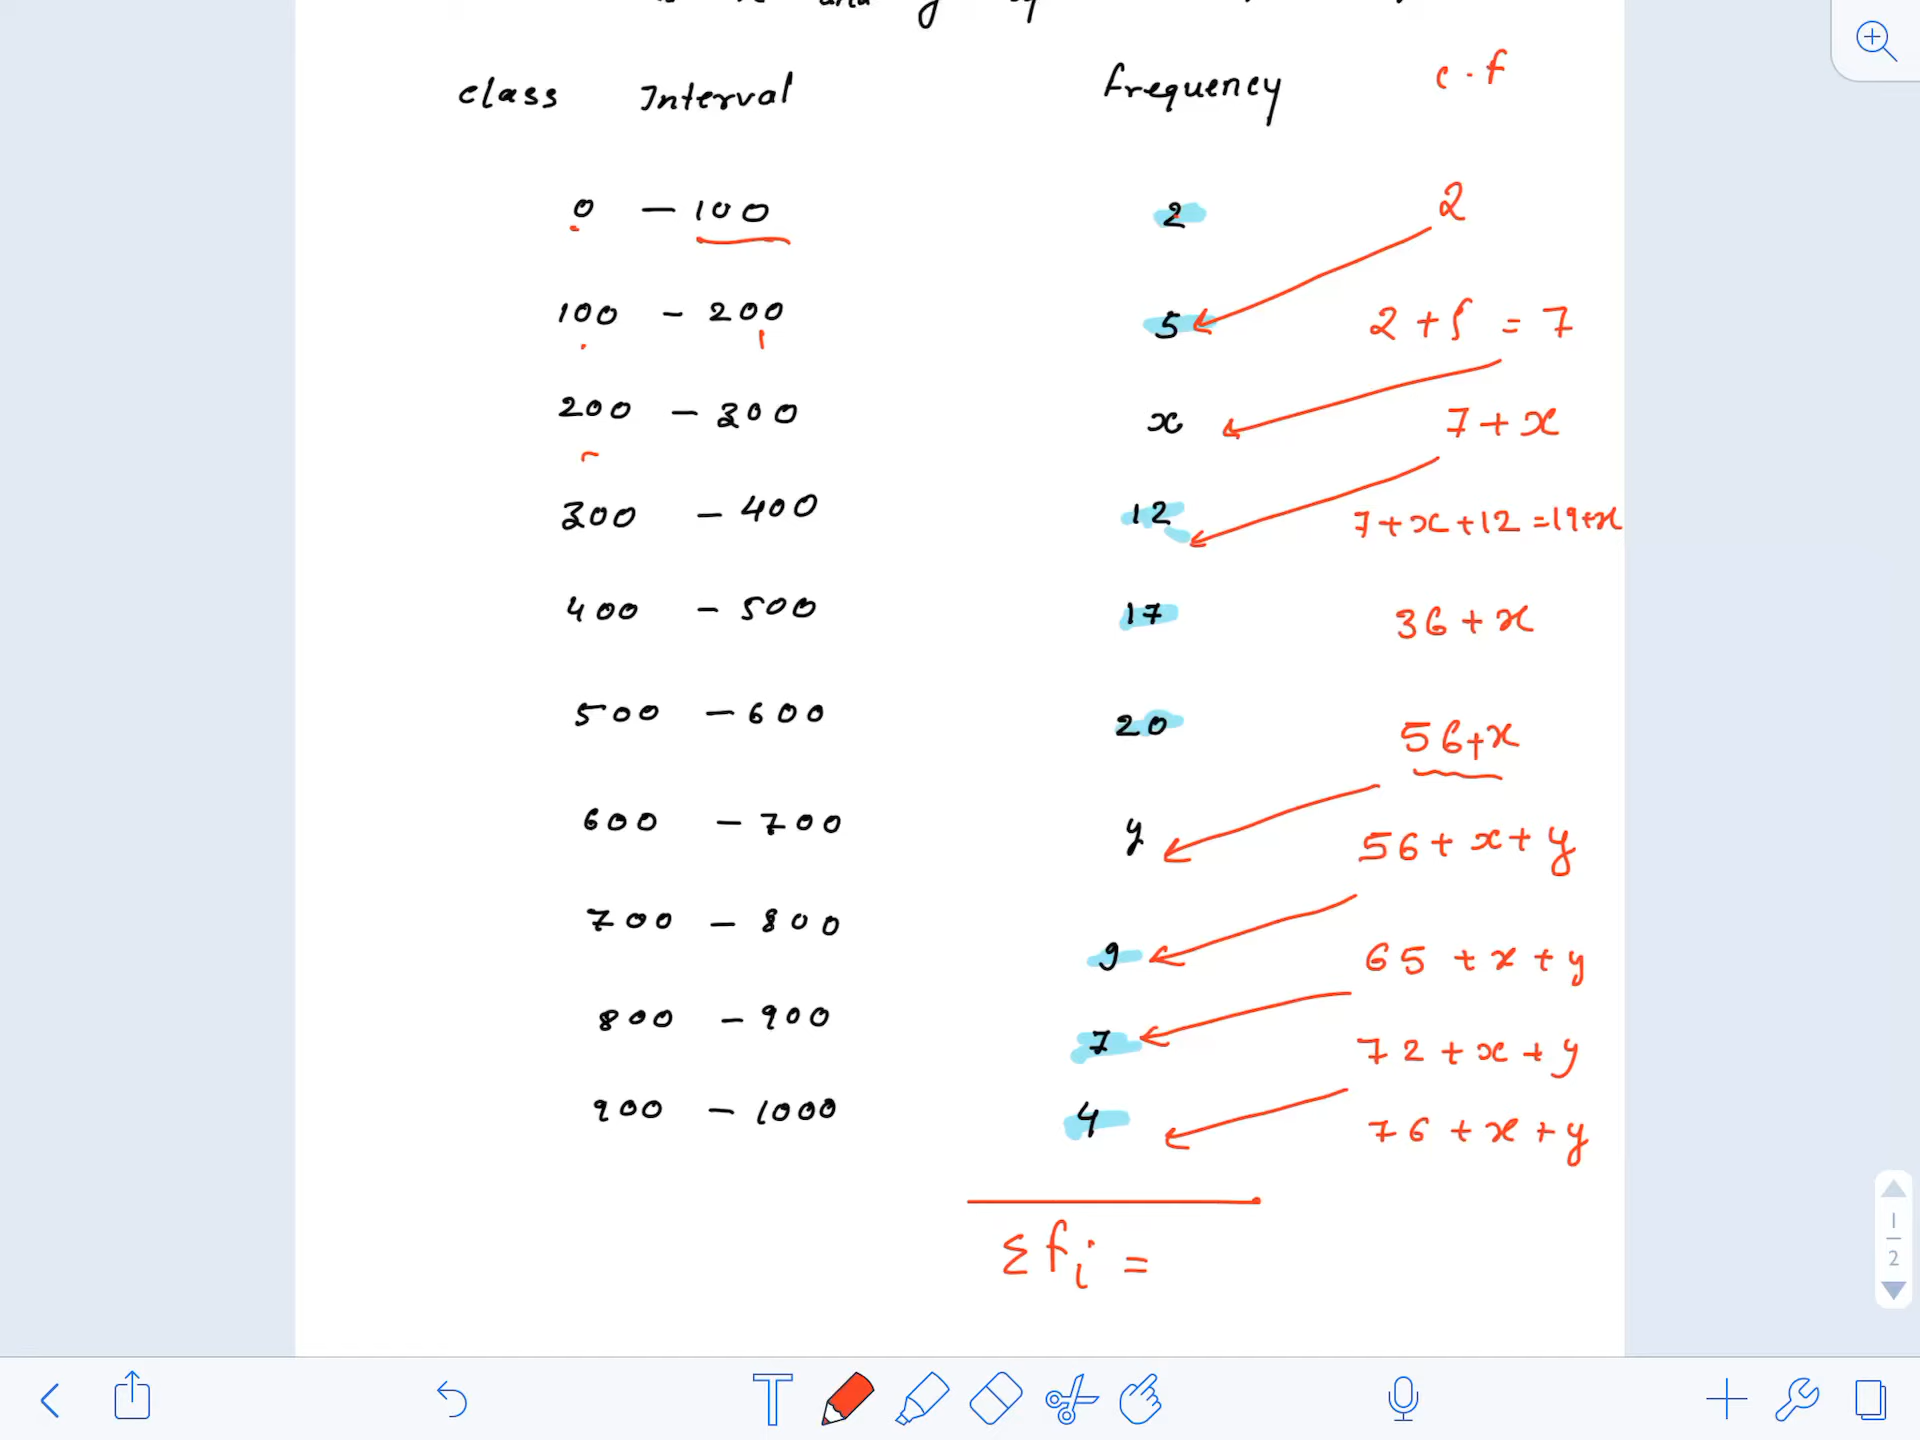 class Interval frequency c.f
0 - 100 2 2
100 - 200 5 2+5 = 7
200 - 300 x 7+x
300 - 400 12 7+x+12=19+x
400 - 500 17 36+x
500 - 600 20 56+x
600 - 700 y 56+x+y
700 - 800 9 65+x+y
800 - 900 7 72+x+y
900 - 1000 4 76+x+y
Σfi =
1
2
T